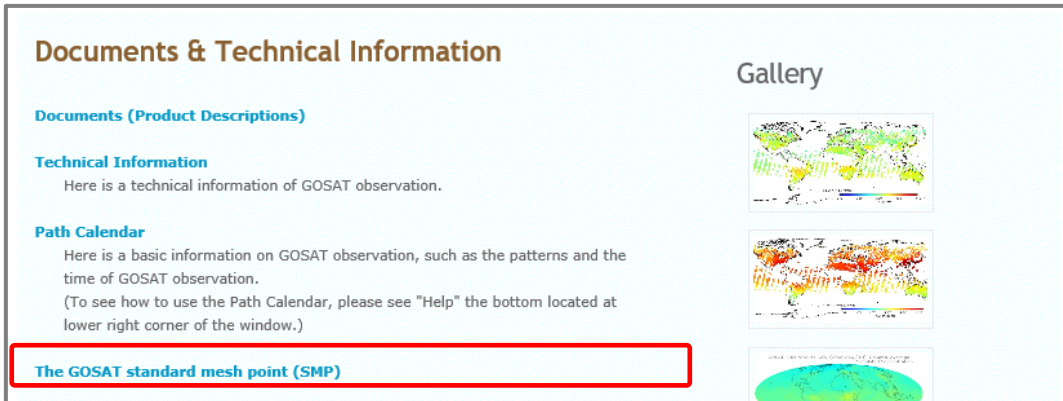 Documents & Technical Information
Documents (Product Descriptions)
Technical Information
Here is a technical information of GOSAT observation.
Path Calendar
Here is a basic information on GOSAT observation, such as the patterns and the
time of GOSAT observation.
(To see how to use the Path Calendar, please see "Help" the bottom located at
lower right corner of the window.)
The GOSAT standard mesh point (SMP)
Gallery